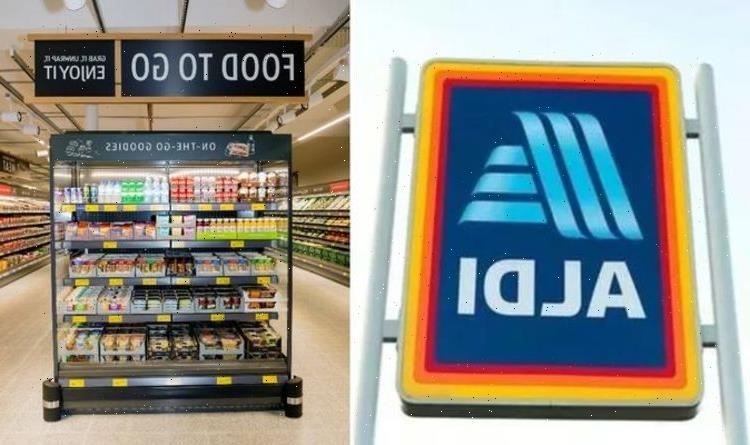 FOOD TO GO
GRAB IT. UNWRAP IT.
ENJOY IT
ON-THE-GO GOODIES
ALDI